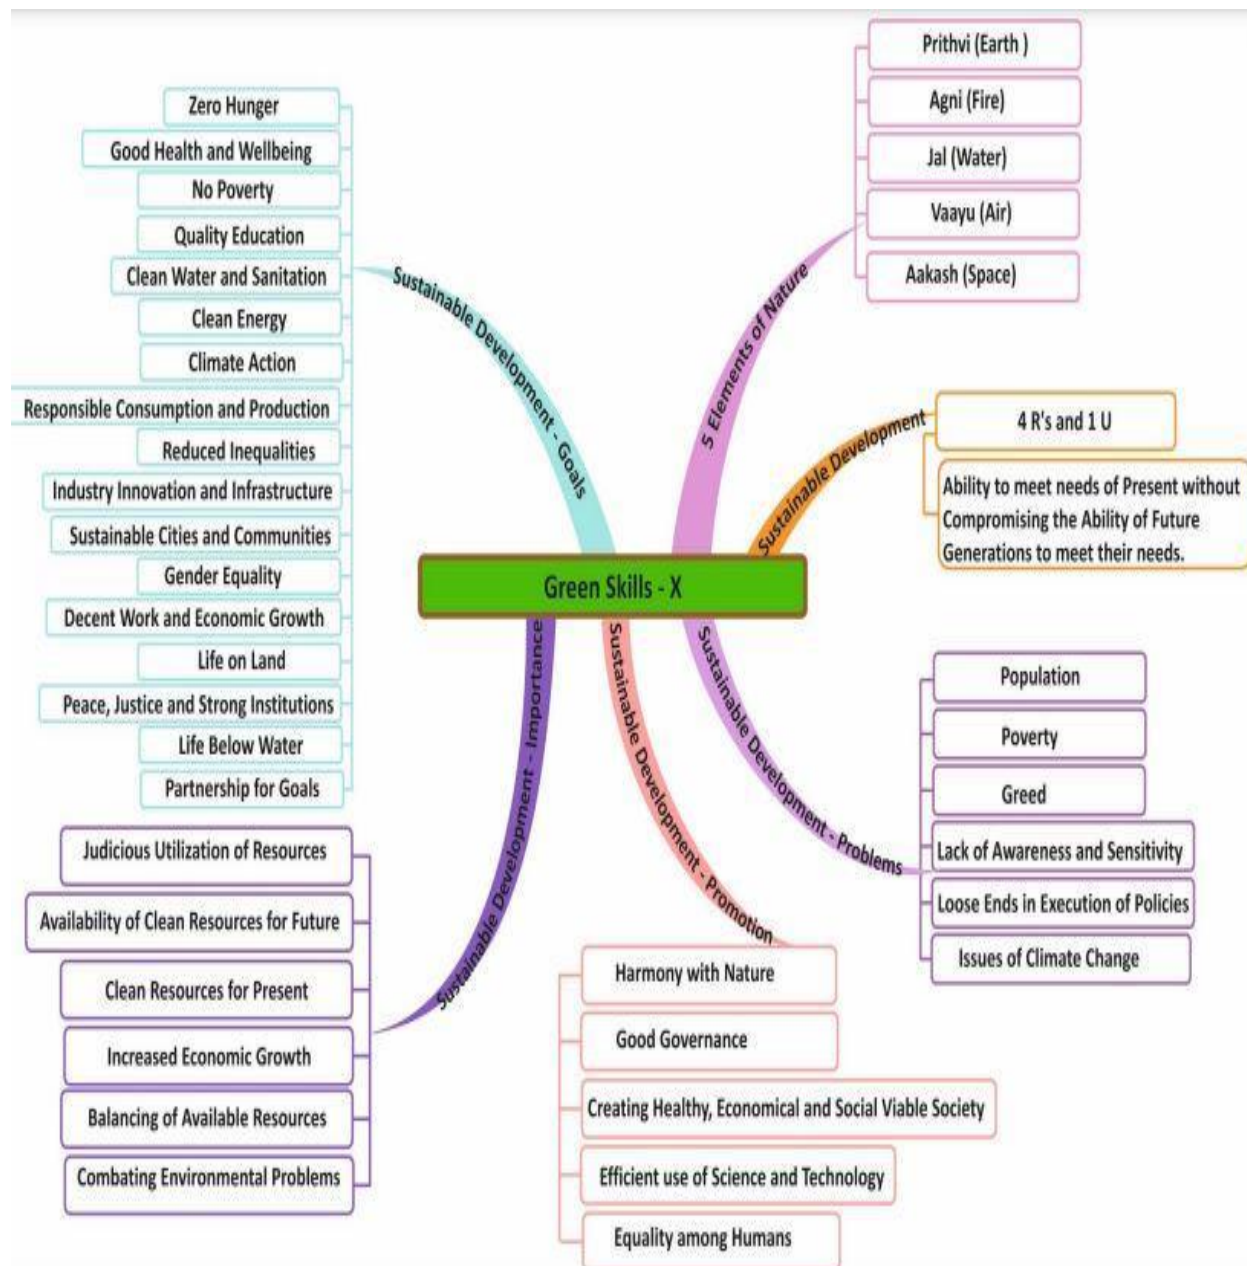 Green Skills - X
Sustainable Development - Goals
Zero Hunger
Good Health and Wellbeing
No Poverty
Quality Education
Clean Water and Sanitation
Clean Energy
Climate Action
Responsible Consumption and Production
Reduced Inequalities
Industry Innovation and Infrastructure
Sustainable Cities and Communities
Gender Equality
Decent Work and Economic Growth
Life on Land
Peace, Justice and Strong Institutions
Life Below Water
Partnership for Goals
5 Elements of Nature
Prithvi (Earth )
Agni (Fire)
Jal (Water)
Vaayu (Air)
Aakash (Space)
Sustainable Development
4 R's and 1 U
Ability to meet needs of Present without
Compromising the Ability of Future
Generations to meet their needs.
Sustainable Development - Problems
Population
Poverty
Greed
Lack of Awareness and Sensitivity
Loose Ends in Execution of Policies
Issues of Climate Change
Sustainable Development - Promotion
Harmony with Nature
Good Governance
Creating Healthy, Economical and Social Viable Society
Efficient use of Science and Technology
Equality among Humans
Sustainable Development - Importance
Judicious Utilization of Resources
Availability of Clean Resources for Future
Clean Resources for Present
Increased Economic Growth
Balancing of Available Resources
Combating Environmental Problems